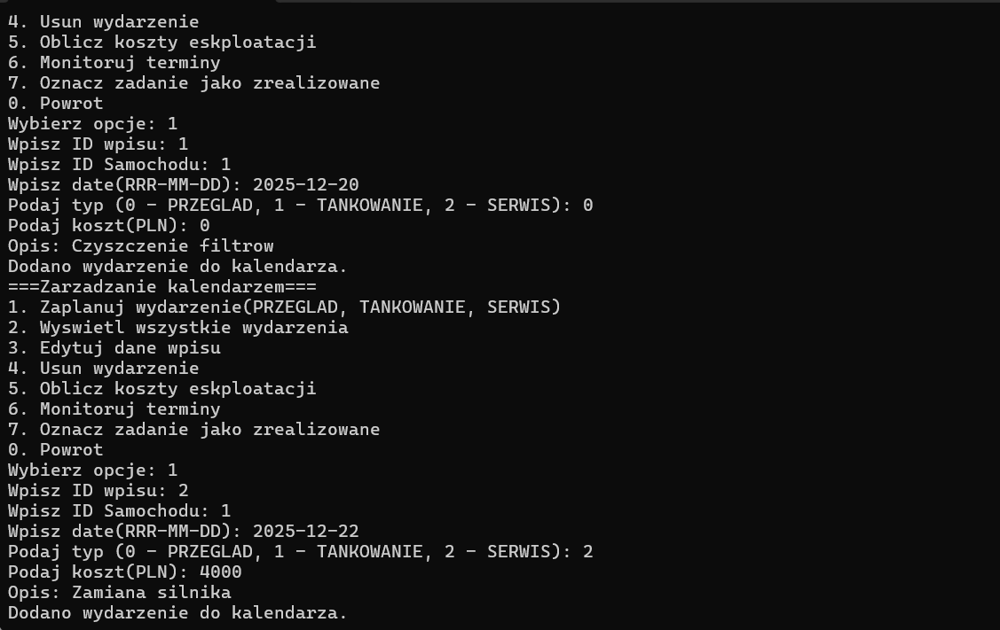 4. Usun wydarzenie
5. Oblicz koszty eskploatacji
6. Monitoruj terminy
7. Oznacz zadanie jako zrealizowane
0. Powrot
Wybierz opcje: 1
Wpisz ID wpisu: 1
Wpisz ID Samochodu: 1
Wpisz date(RRR-MM-DD): 2025-12-20
Podaj typ (0 - PRZEGLAD, 1 - TANKOWANIE, 2 - SERWIS): 0
Podaj koszt(PLN): 0
Opis: Czyszczenie filtrow
Dodano wydarzenie do kalendarza.
===Zarzadzanie kalendarzem===
1. Zaplanuj wydarzenie(PRZEGLAD, TANKOWANIE, SERWIS)
2. Wyswietl wszystkie wydarzenia
3. Edytuj dane wpisu
4. Usun wydarzenie
5. Oblicz koszty eskploatacji
6. Monitoruj terminy
7. Oznacz zadanie jako zrealizowane
0. Powrot
Wybierz opcje: 1
Wpisz ID wpisu: 2
Wpisz ID Samochodu: 1
Wpisz date(RRR-MM-DD): 2025-12-22
Podaj typ (0 - PRZEGLAD, 1 - TANKOWANIE, 2 - SERWIS): 2
Podaj koszt(PLN): 4000
Opis: Zamiana silnika
Dodano wydarzenie do kalendarza.